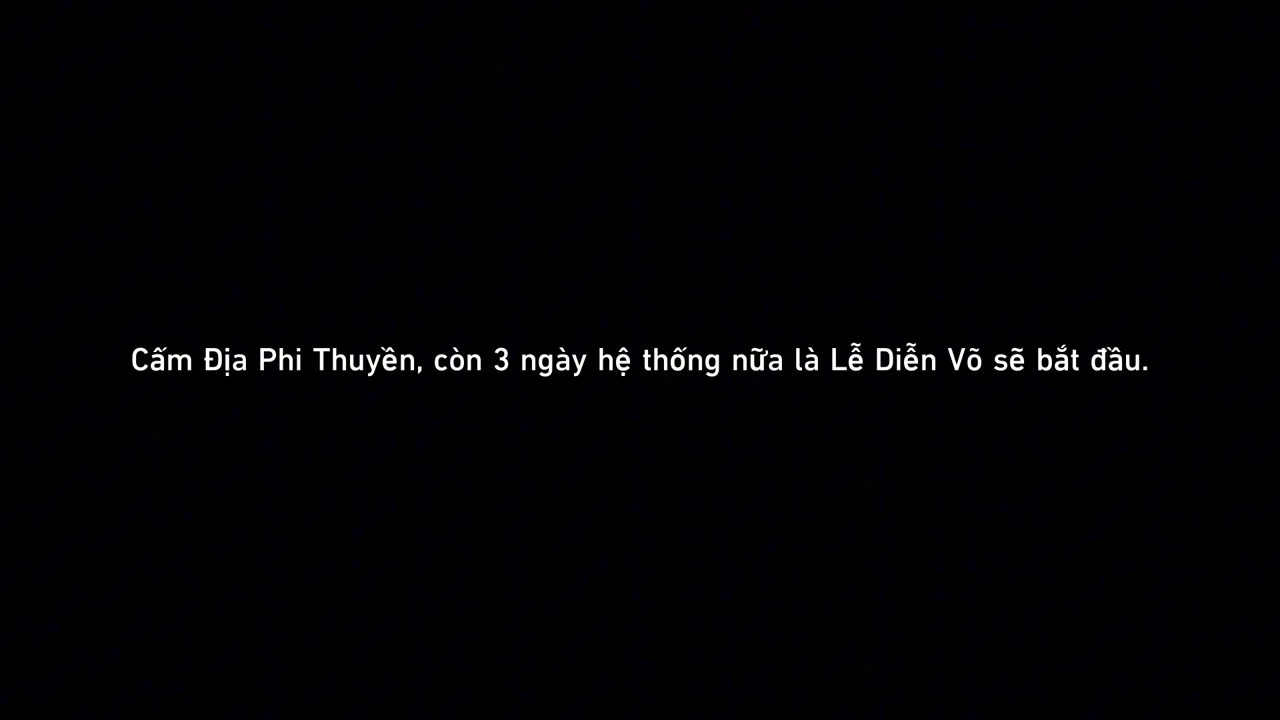 Cấm Địa Phi Thuyền, còn 3 ngày hệ thống nữa là Lễ Diễn Võ sẽ bắt đầu.